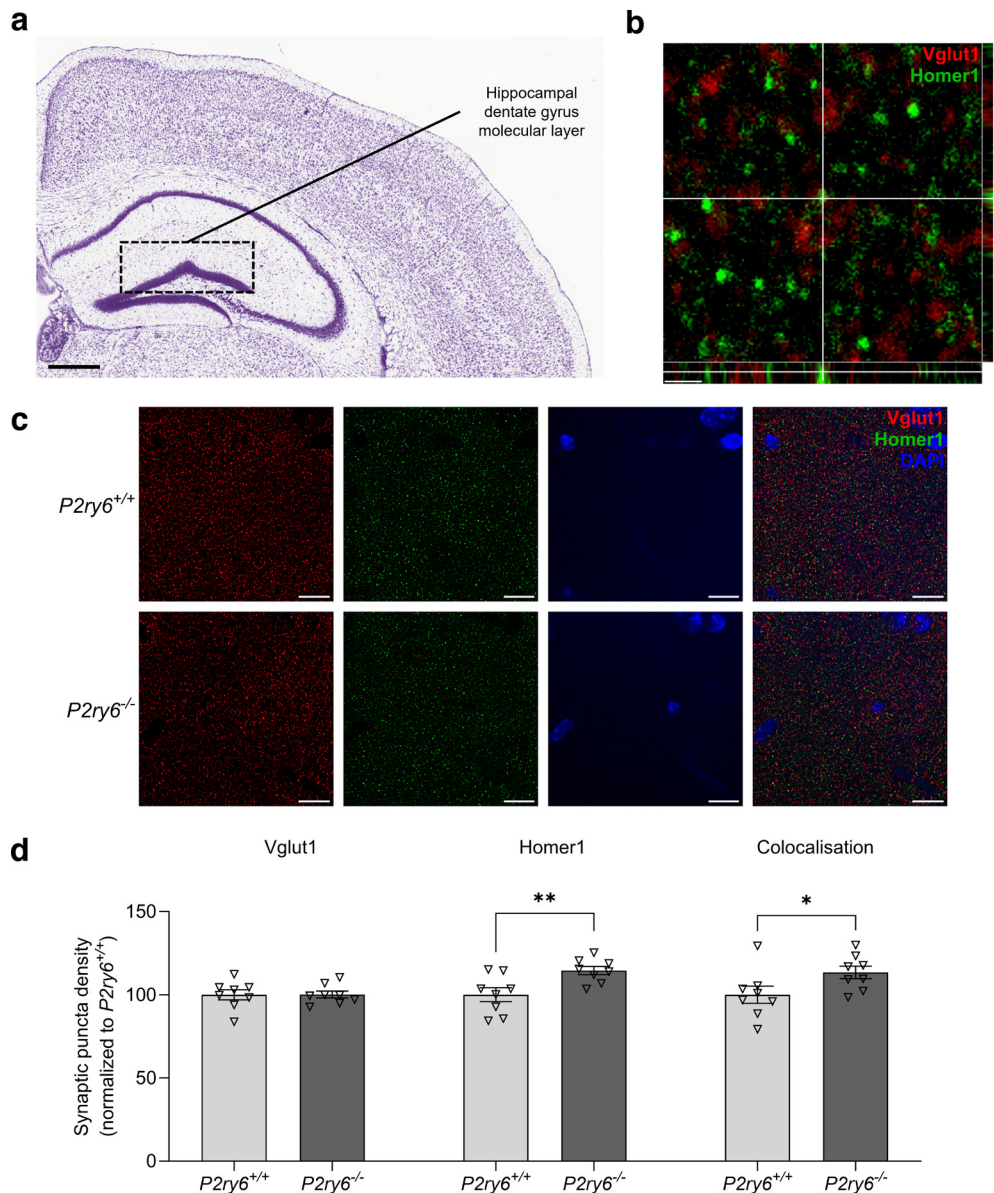 a
Hippocampal
dentate gyrus
molecular layer
b
Vglut1
Homer1
c
Vglut1
Homer1
DAPI
P2ry6+/+
P2ry6-/-
d
Vglut1
Homer1
Colocalisation
Synaptic puncta density
(normalized to P2ry6+/+)
150
100
50
0
**
*
P2ry6+/+
P2ry6-/-
P2ry6+/+
P2ry6-/-
P2ry6+/+
P2ry6-/-